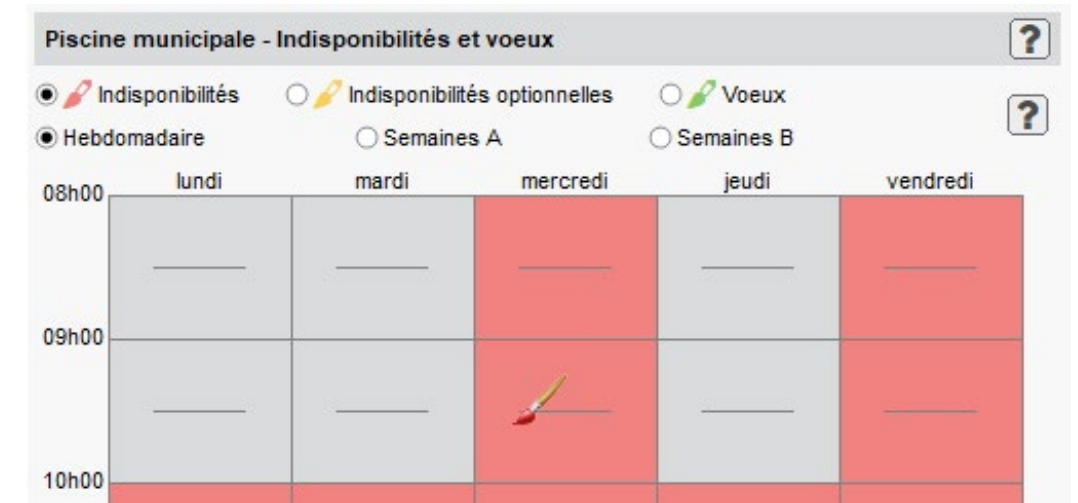 Piscine municipale - Indisponibilités et voeux ?
Indisponibilités Indisponibilités optionnelles Voeux ?
Hebdomadaire Semaines A Semaines B
lundi mardi mercredi jeudi vendredi
08h00
09h00
10h00